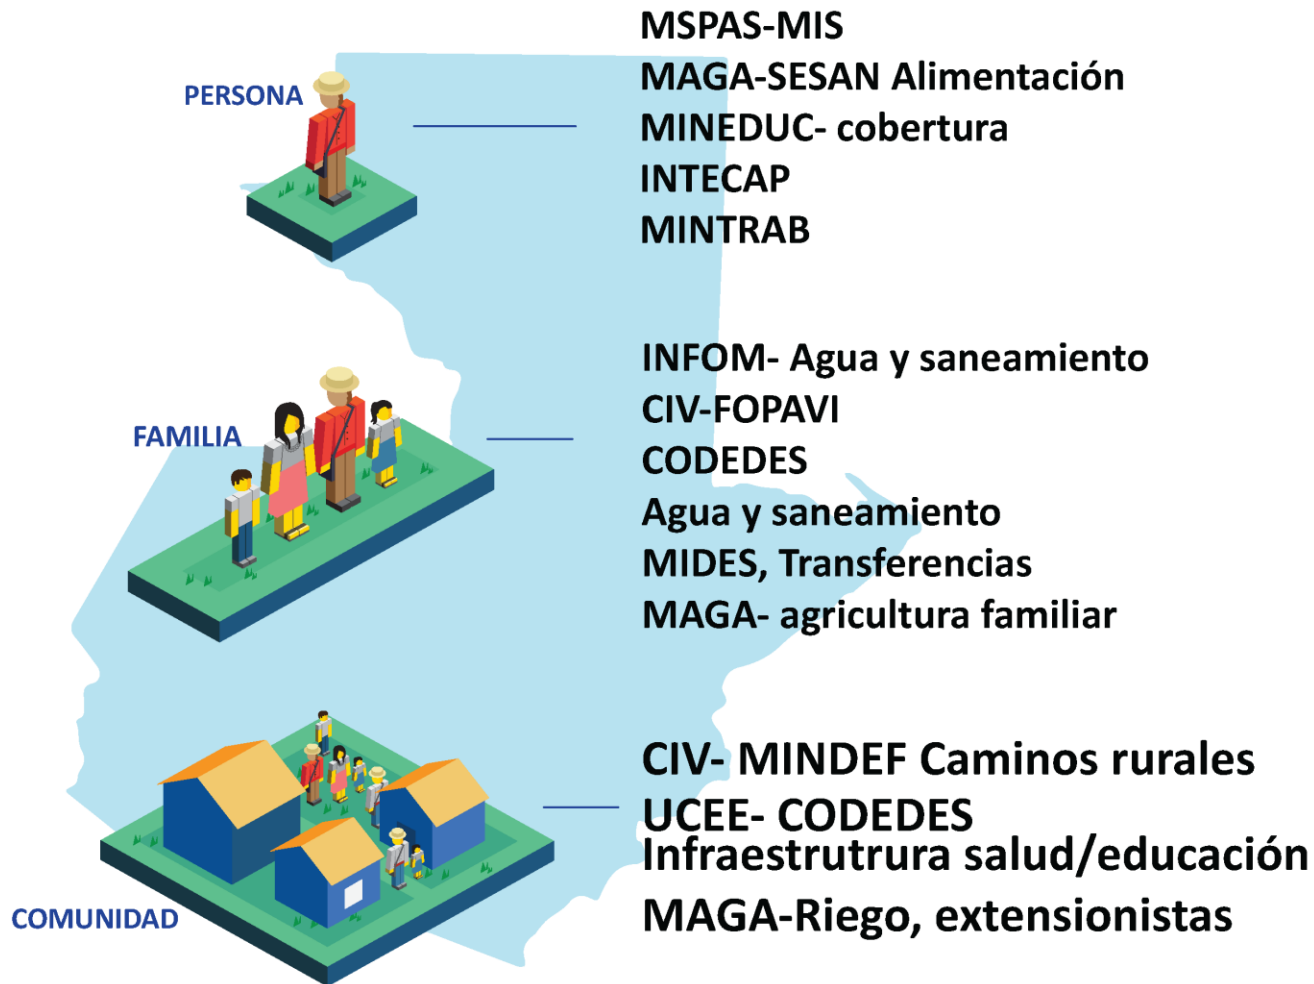 PERSONA
MSPAS-MIS
MAGA-SESAN Alimentación
MINEDUC- cobertura
INTECAP
MINTRAB
FAMILIA
INFOM- Agua y saneamiento
CIV-FOPAVI
CODEDES
Agua y saneamiento
MIDES, Transferencias
MAGA- agricultura familiar
COMUNIDAD
CIV- MINDEF Caminos rurales
UCEE- CODEDES
Infraestrutrura salud/educación
MAGA-Riego, extensionistas